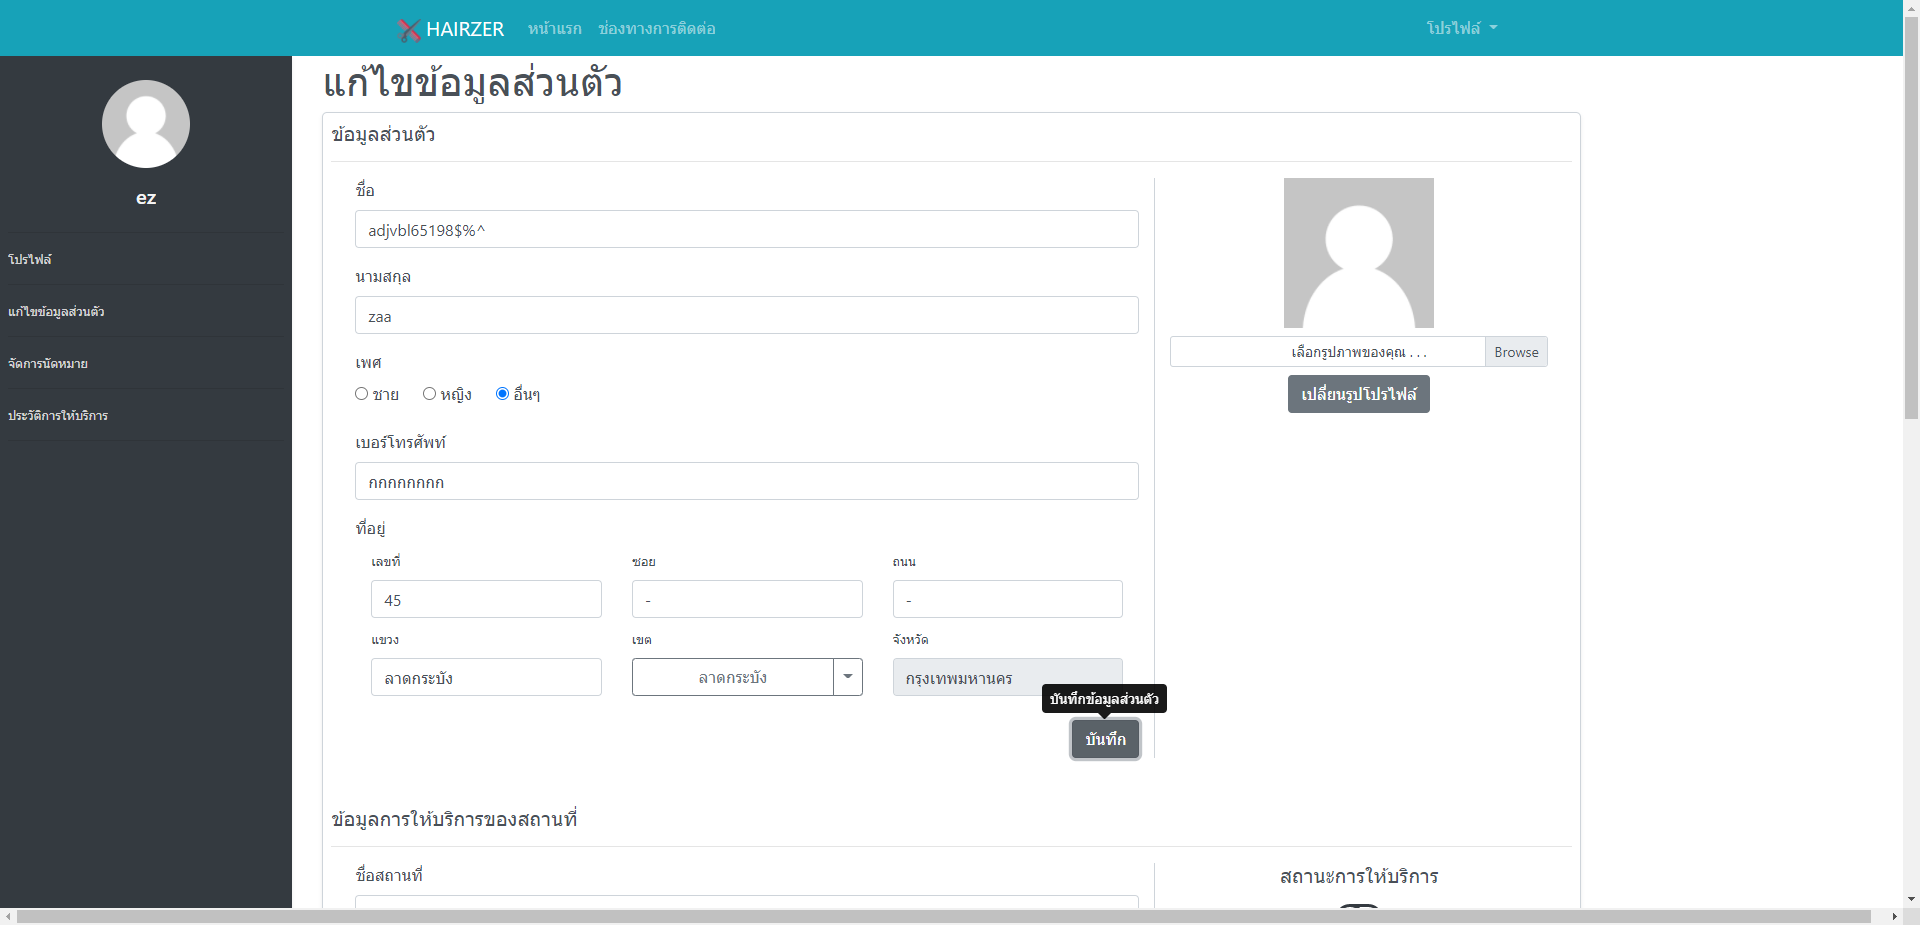 HAIRZER หน้าแรก ช่องทางการติดต่อ โปรไฟล์
ez
โปรไฟล์
แก้ไขข้อมูลส่วนตัว
จัดการนัดหมาย
ประวัติการให้บริการ
แก้ไขข้อมูลส่วนตัว
ข้อมูลส่วนตัว
ชื่อ
adjvbl65198$%^
นามสกุล
zaa
เพศ
ชาย หญิง อื่นๆ
เบอร์โทรศัพท์
กกกกกกกก
ที่อยู่
เลขที่ ซอย ถนน
45 - -
แขวง เขต จังหวัด
ลาดกระบัง ลาดกระบัง กรุงเทพมหานคร
บันทึกข้อมูลส่วนตัว
บันทึก
เลือกรูปภาพของคุณ . . . Browse
เปลี่ยนรูปโปรไฟล์
ข้อมูลการให้บริการของสถานที่
ชื่อสถานที่
สถานะการให้บริการ